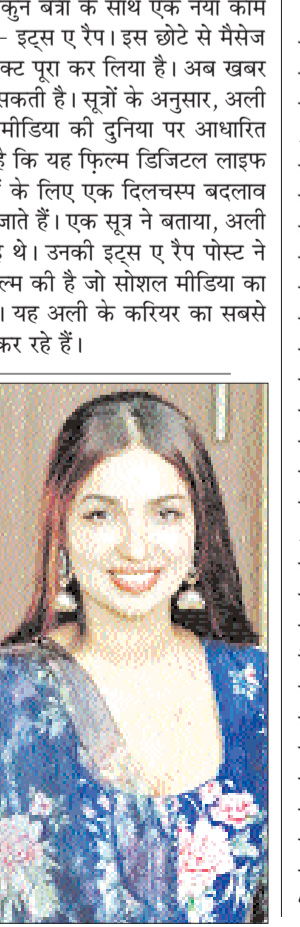 कुन बत्रा के साथ एक नया काम
– इट्स ए रैप। इस छोटे से मैसेज
क्ट पूरा कर लिया है। अब खबर
सकती है। सूत्रों के अनुसार, अली
मीडिया की दुनिया पर आधारित
है कि यह फ़िल्म डिजिटल लाइफ
के लिए एक दिलचस्प बदलाव
जाते हैं। एक सूत्र ने बताया, अली
थे। उनकी इट्स ए रैप पोस्ट ने
ल्म की है जो सोशल मीडिया का
। यह अली के करियर का सबसे
कर रहे हैं।